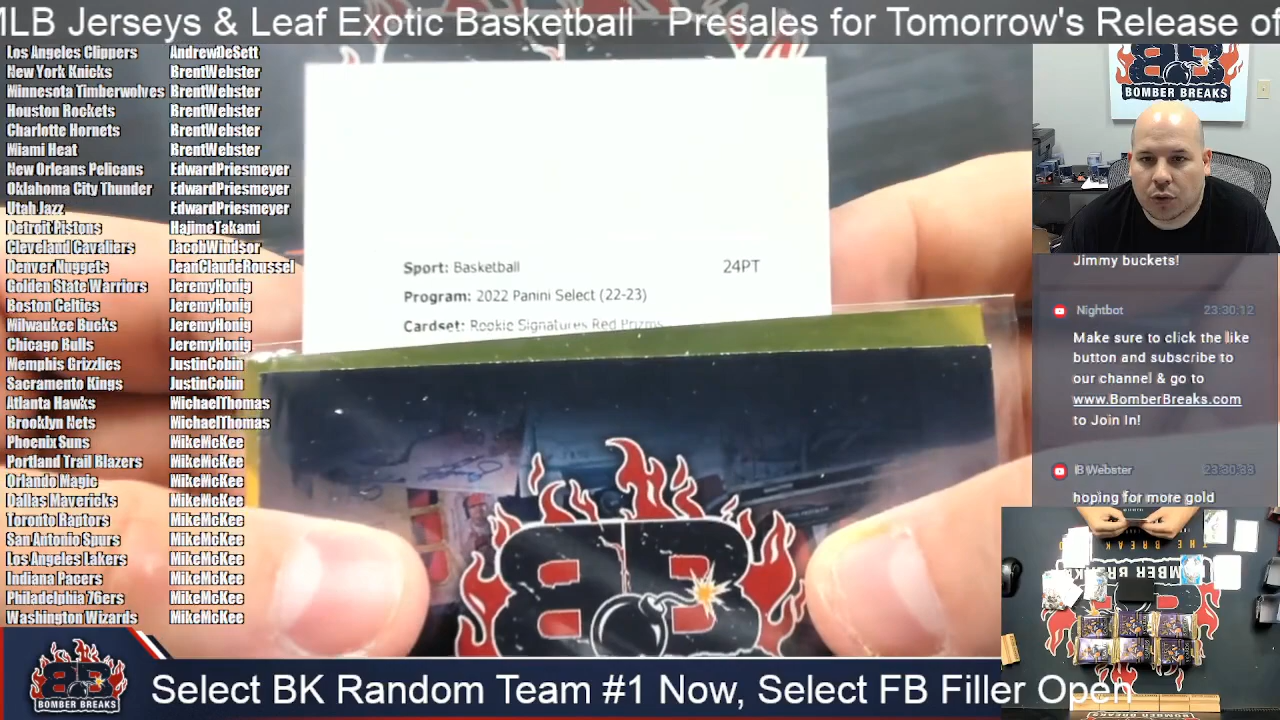 MLB Jerseys & Leaf Exotic Basketball Presales for Tomorrow's Release of
Los Angeles Clippers AndrewDeSett
New York Knicks BrentWebster
Minnesota Timberwolves BrentWebster
Houston Rockets BrentWebster
Charlotte Hornets BrentWebster
Miami Heat BrentWebster
New Orleans Pelicans EdwardPriesmeyer
Oklahoma City Thunder EdwardPriesmeyer
Utah Jazz EdwardPriesmeyer
Detroit Pistons HajimeTakami
Cleveland Cavaliers JacobWindsor
Denver Nuggets JeanClaudeRoussel
Golden State Warriors JeremyHonig
Boston Celtics JeremyHonig
Milwaukee Bucks JeremyHonig
Chicago Bulls JeremyHonig
Memphis Grizzlies JustinCobin
Sacramento Kings JustinCobin
Atlanta Hawks MichaelThomas
Brooklyn Nets MichaelThomas
Phoenix Suns MikeMcKee
Portland Trail Blazers MikeMcKee
Orlando Magic MikeMcKee
Dallas Mavericks MikeMcKee
Toronto Raptors MikeMcKee
San Antonio Spurs MikeMcKee
Los Angeles Lakers MikeMcKee
Indiana Pacers MikeMcKee
Philadelphia 76ers MikeMcKee
Washington Wizards MikeMcKee
Sport: Basketball 24PT
Program: 2022 Panini Select (22-23)
Cardset: Rookie Signatures Red Prizms
BB
BB
BOMBER BREAKS
Jimmy buckets!
Nightbot 23:30:12
Make sure to click the like
button and subscribe to
our channel & go to
www.BomberBreaks.com
to Join In!
B Webster 23:30:33
hoping for more gold
THE BREAK
BOMBER BREAKS
BB
BOMBER BREAKS
Select BK Random Team #1 Now, Select FB Filler Open